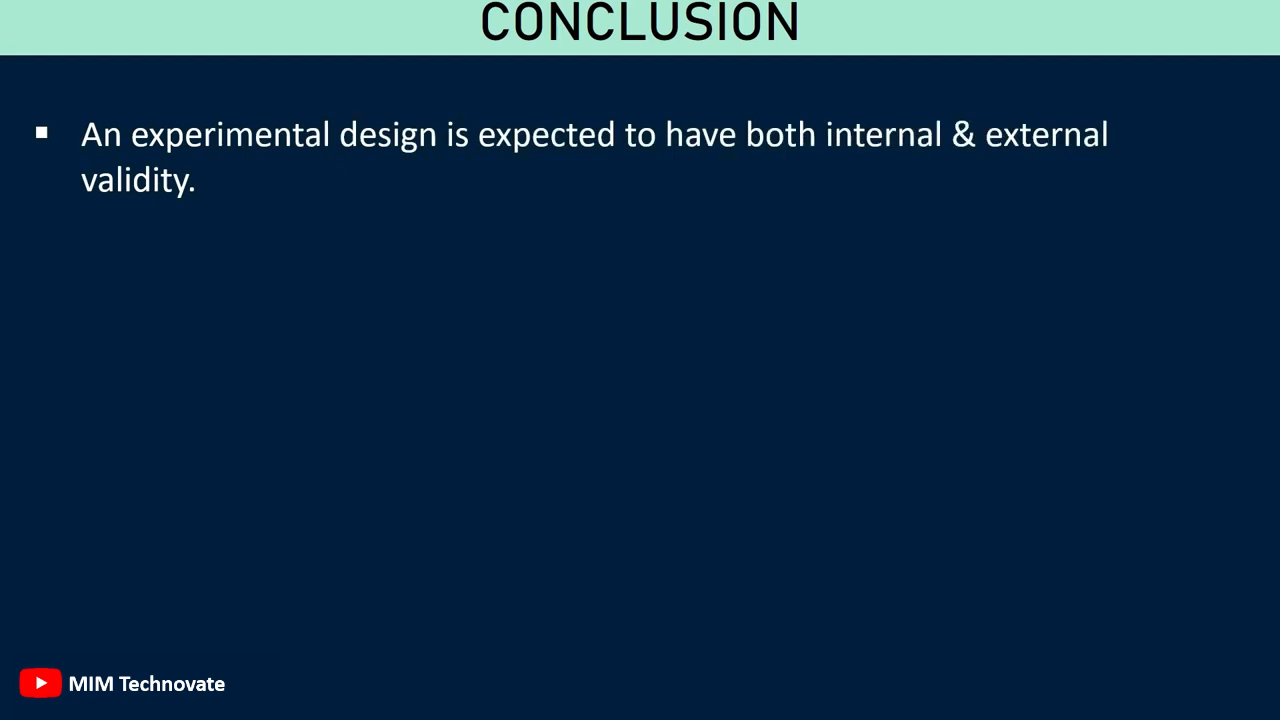 CONCLUSION
▪ An experimental design is expected to have both internal & external
validity.
MIM Technovate